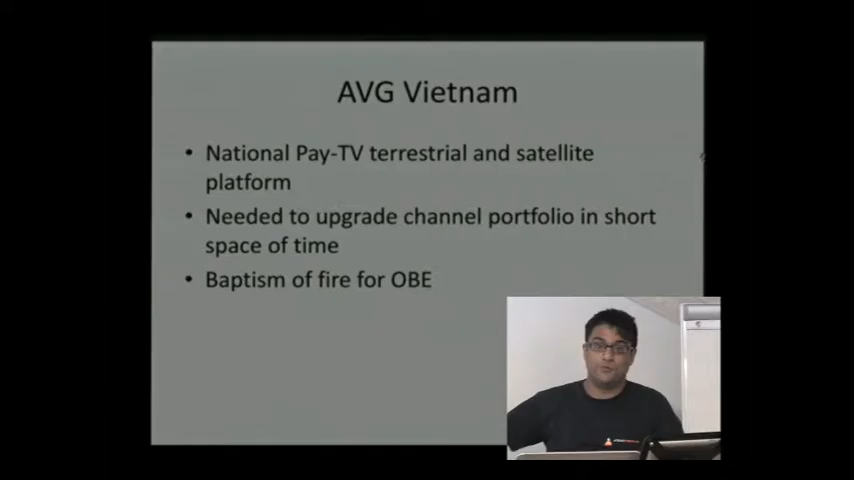 AVG Vietnam
• National Pay-TV terrestrial and satellite
platform
• Needed to upgrade channel portfolio in short
space of time
• Baptism of fire for OBE